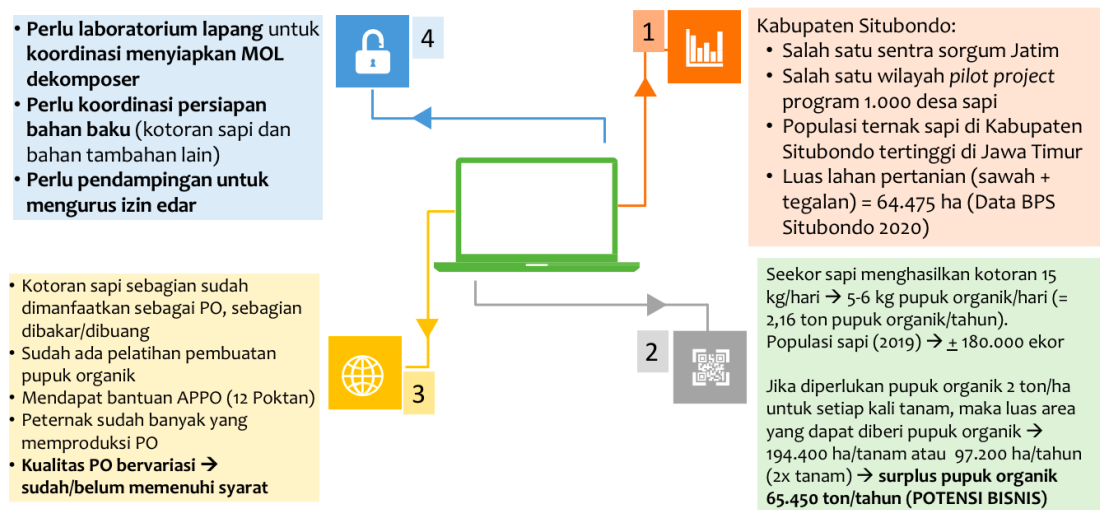 1
Kabupaten Situbondo:
• Salah satu sentra sorgum Jatim
• Salah satu wilayah pilot project
program 1.000 desa sapi
• Populasi ternak sapi di Kabupaten
Situbondo tertinggi di Jawa Timur
• Luas lahan pertanian (sawah +
tegalan) = 64.475 ha (Data BPS
Situbondo 2020)
2
Seekor sapi menghasilkan kotoran 15
kg/hari → 5-6 kg pupuk organik/hari (=
2,16 ton pupuk organik/tahun).
Populasi sapi (2019) → ± 180.000 ekor
Jika diperlukan pupuk organik 2 ton/ha
untuk setiap kali tanam, maka luas area
yang dapat diberi pupuk organik →
194.400 ha/tanam atau 97.200 ha/tahun
(2x tanam) → surplus pupuk organik
65.450 ton/tahun (POTENSI BISNIS)
3
• Kotoran sapi sebagian sudah
dimanfaatkan sebagai PO, sebagian
dibakar/dibuang
• Sudah ada pelatihan pembuatan
pupuk organik
• Mendapat bantuan APPO (12 Poktan)
• Peternak sudah banyak yang
memproduksi PO
• Kualitas PO bervariasi →
sudah/belum memenuhi syarat
4
• Perlu laboratorium lapang untuk
koordinasi menyiapkan MOL
dekomposer
• Perlu koordinasi persiapan
bahan baku (kotoran sapi dan
bahan tambahan lain)
• Perlu pendampingan untuk
mengurus izin edar